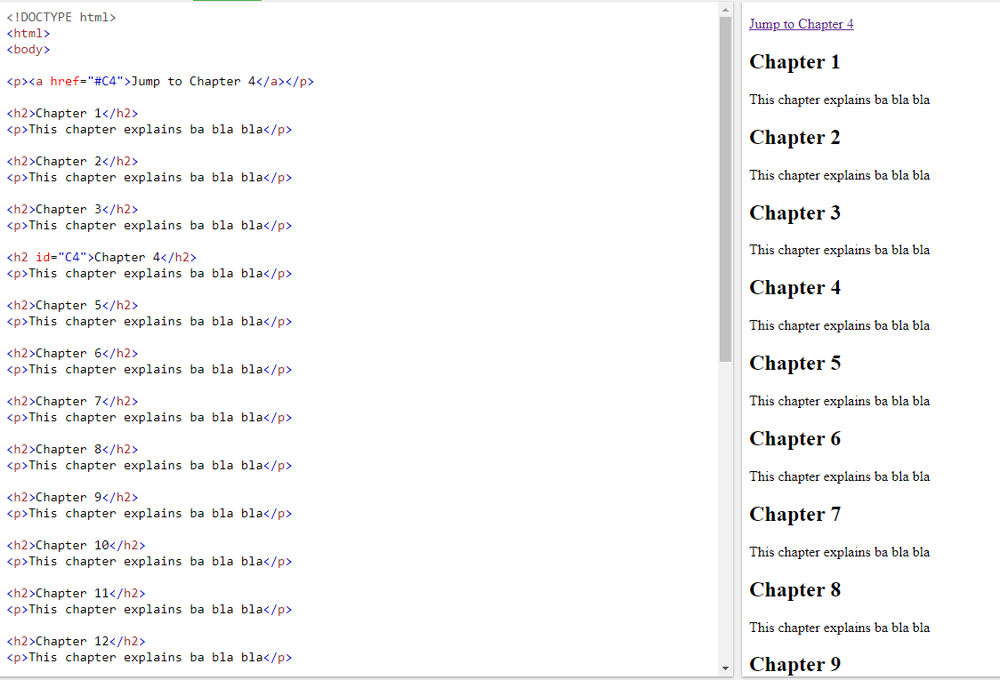 <!DOCTYPE html>
<html>
<body>
<p><a href="#C4">Jump to Chapter 4</a></p>
<h2>Chapter 1</h2>
<p>This chapter explains ba bla bla</p>
<h2>Chapter 2</h2>
<p>This chapter explains ba bla bla</p>
<h2>Chapter 3</h2>
<p>This chapter explains ba bla bla</p>
<h2 id="C4">Chapter 4</h2>
<p>This chapter explains ba bla bla</p>
<h2>Chapter 5</h2>
<p>This chapter explains ba bla bla</p>
<h2>Chapter 6</h2>
<p>This chapter explains ba bla bla</p>
<h2>Chapter 7</h2>
<p>This chapter explains ba bla bla</p>
<h2>Chapter 8</h2>
<p>This chapter explains ba bla bla</p>
<h2>Chapter 9</h2>
<p>This chapter explains ba bla bla</p>
<h2>Chapter 10</h2>
<p>This chapter explains ba bla bla</p>
<h2>Chapter 11</h2>
<p>This chapter explains ba bla bla</p>
<h2>Chapter 12</h2>
<p>This chapter explains ba bla bla</p>
Jump to Chapter 4
Chapter 1
This chapter explains ba bla bla
Chapter 2
This chapter explains ba bla bla
Chapter 3
This chapter explains ba bla bla
Chapter 4
This chapter explains ba bla bla
Chapter 5
This chapter explains ba bla bla
Chapter 6
This chapter explains ba bla bla
Chapter 7
This chapter explains ba bla bla
Chapter 8
This chapter explains ba bla bla
Chapter 9